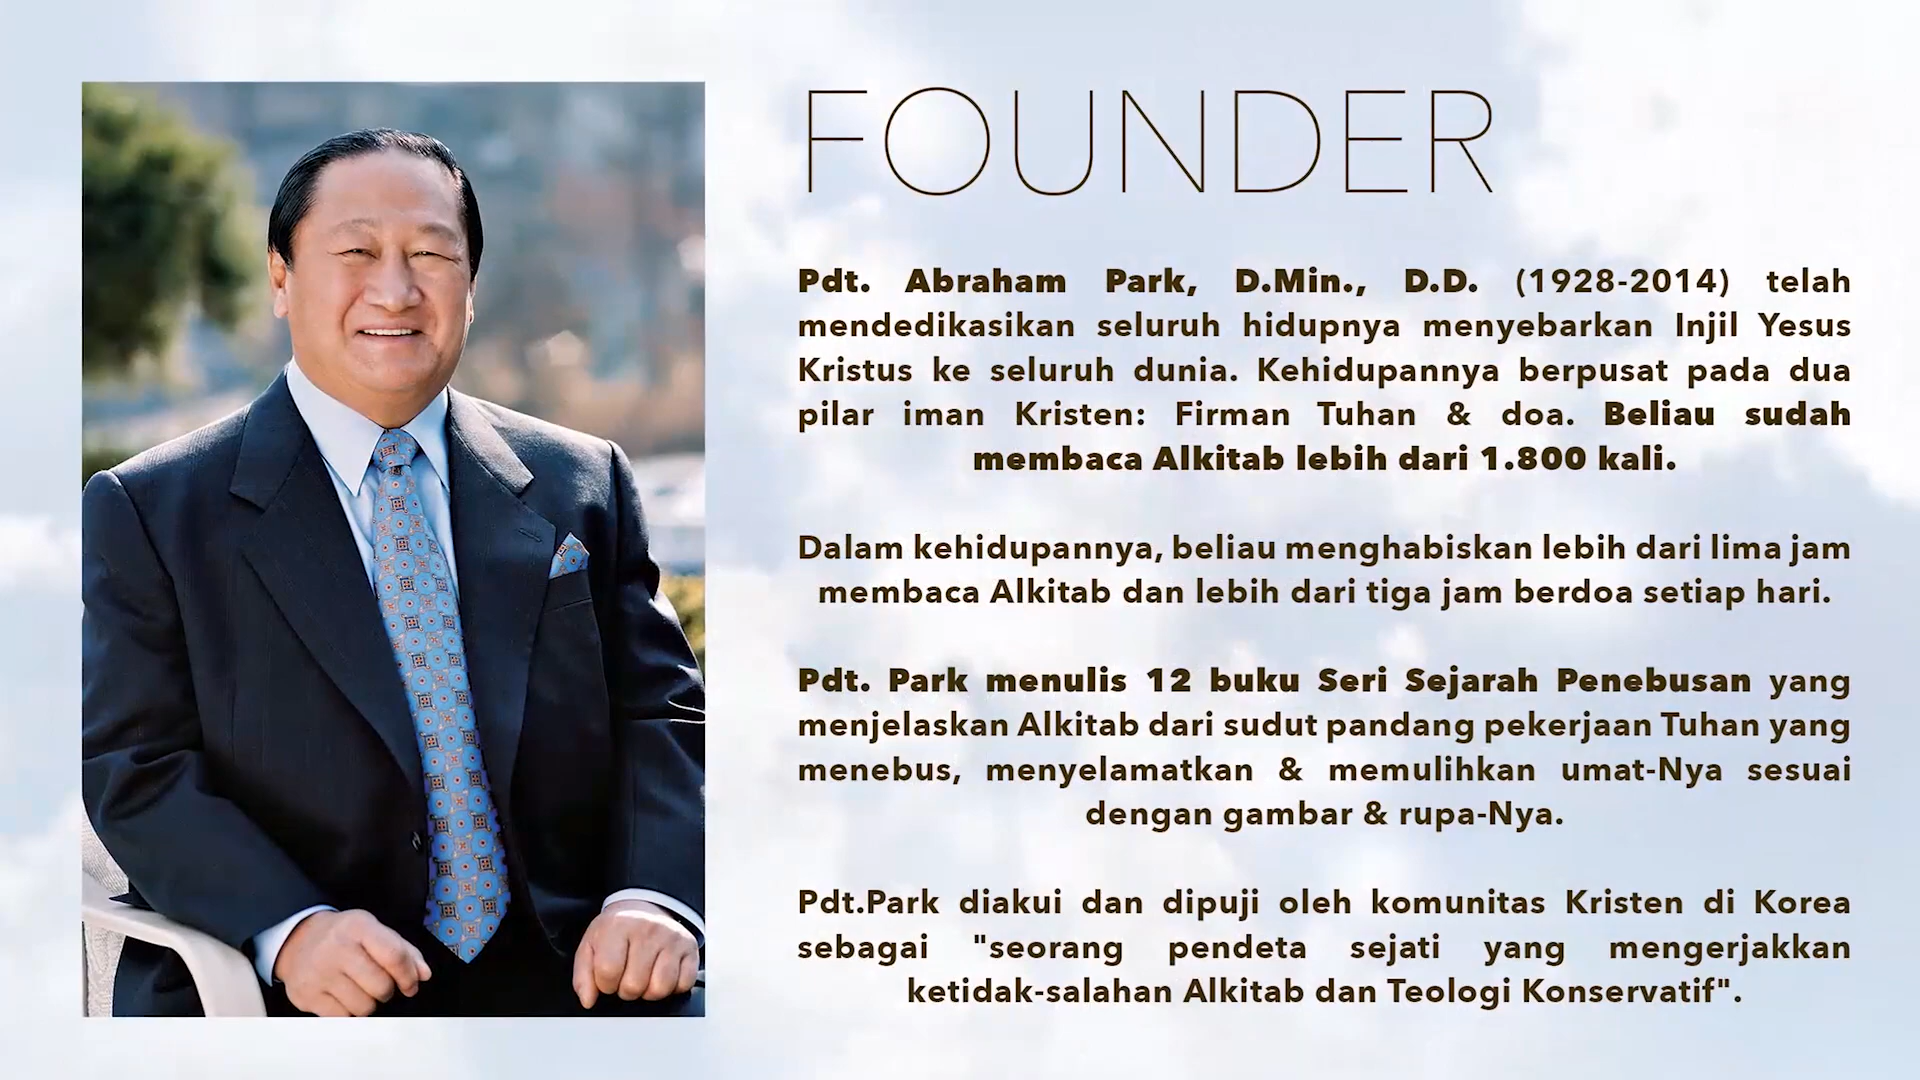 FOUNDER
Pdt. Abraham Park, D.Min., D.D. (1928-2014) telah
mendedikasikan seluruh hidupnya menyebarkan Injil Yesus
Kristus ke seluruh dunia. Kehidupannya berpusat pada dua
pilar iman Kristen: Firman Tuhan & doa. Beliau sudah
membaca Alkitab lebih dari 1.800 kali.
Dalam kehidupannya, beliau menghabiskan lebih dari lima jam
membaca Alkitab dan lebih dari tiga jam berdoa setiap hari.
Pdt. Park menulis 12 buku Seri Sejarah Penebusan yang
menjelaskan Alkitab dari sudut pandang pekerjaan Tuhan yang
menebus, menyelamatkan & memulihkan umat-Nya sesuai
dengan gambar & rupa-Nya.
Pdt.Park diakui dan dipuji oleh komunitas Kristen di Korea
sebagai "seorang pendeta sejati yang mengerjakkan
ketidak-salahan Alkitab dan Teologi Konservatif".